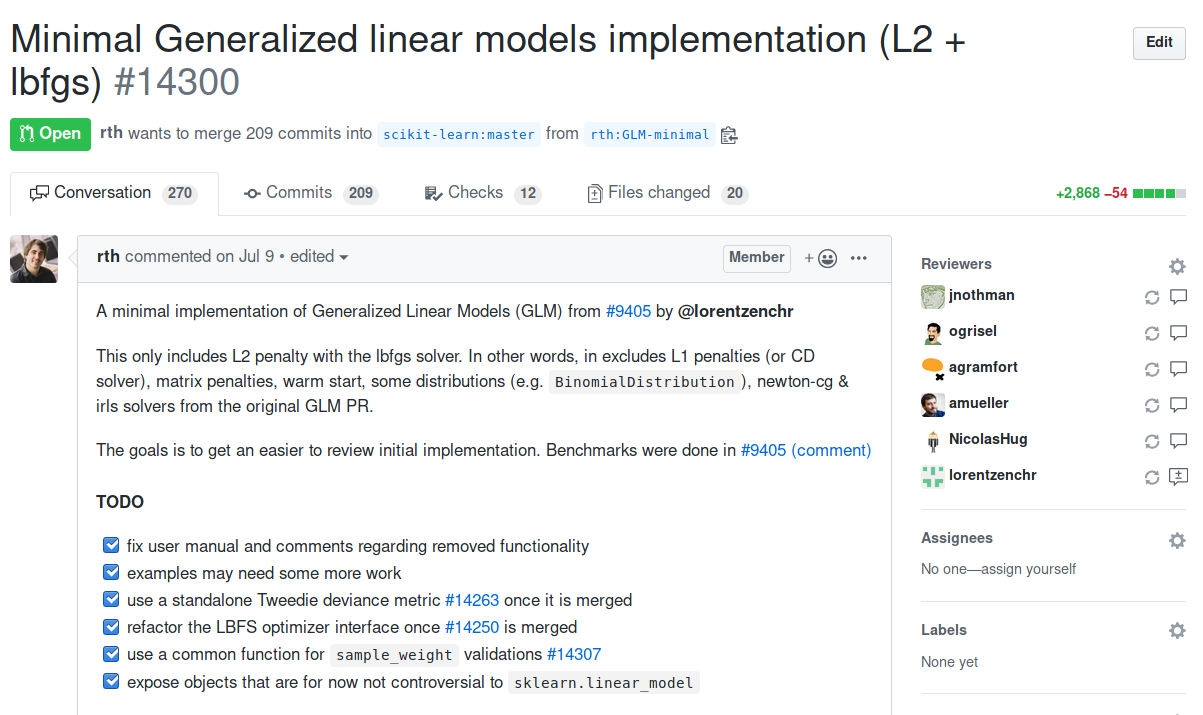 Minimal Generalized linear models implementation (L2 +
lbfgs) #14300
Edit
Open
rth wants to merge 209 commits into scikit-learn:master from rth:GLM-minimal
Conversation 270
Commits 209
Checks 12
Files changed 20
+2,868 −54
rth commented on Jul 9 • edited
Member
A minimal implementation of Generalized Linear Models (GLM) from #9405 by @lorentzenchr
This only includes L2 penalty with the lbfgs solver. In other words, in excludes L1 penalties (or CD
solver), matrix penalties, warm start, some distributions (e.g. BinomialDistribution), newton-cg &
irls solvers from the original GLM PR.
The goals is to get an easier to review initial implementation. Benchmarks were done in #9405 (comment)
TODO
fix user manual and comments regarding removed functionality
examples may need some more work
use a standalone Tweedie deviance metric #14263 once it is merged
refactor the LBFS optimizer interface once #14250 is merged
use a common function for sample_weight validations #14307
expose objects that are for now not controversial to sklearn.linear_model
Reviewers
jnothman
ogrisel
agramfort
amueller
NicolasHug
lorentzenchr
Assignees
No one—assign yourself
Labels
None yet